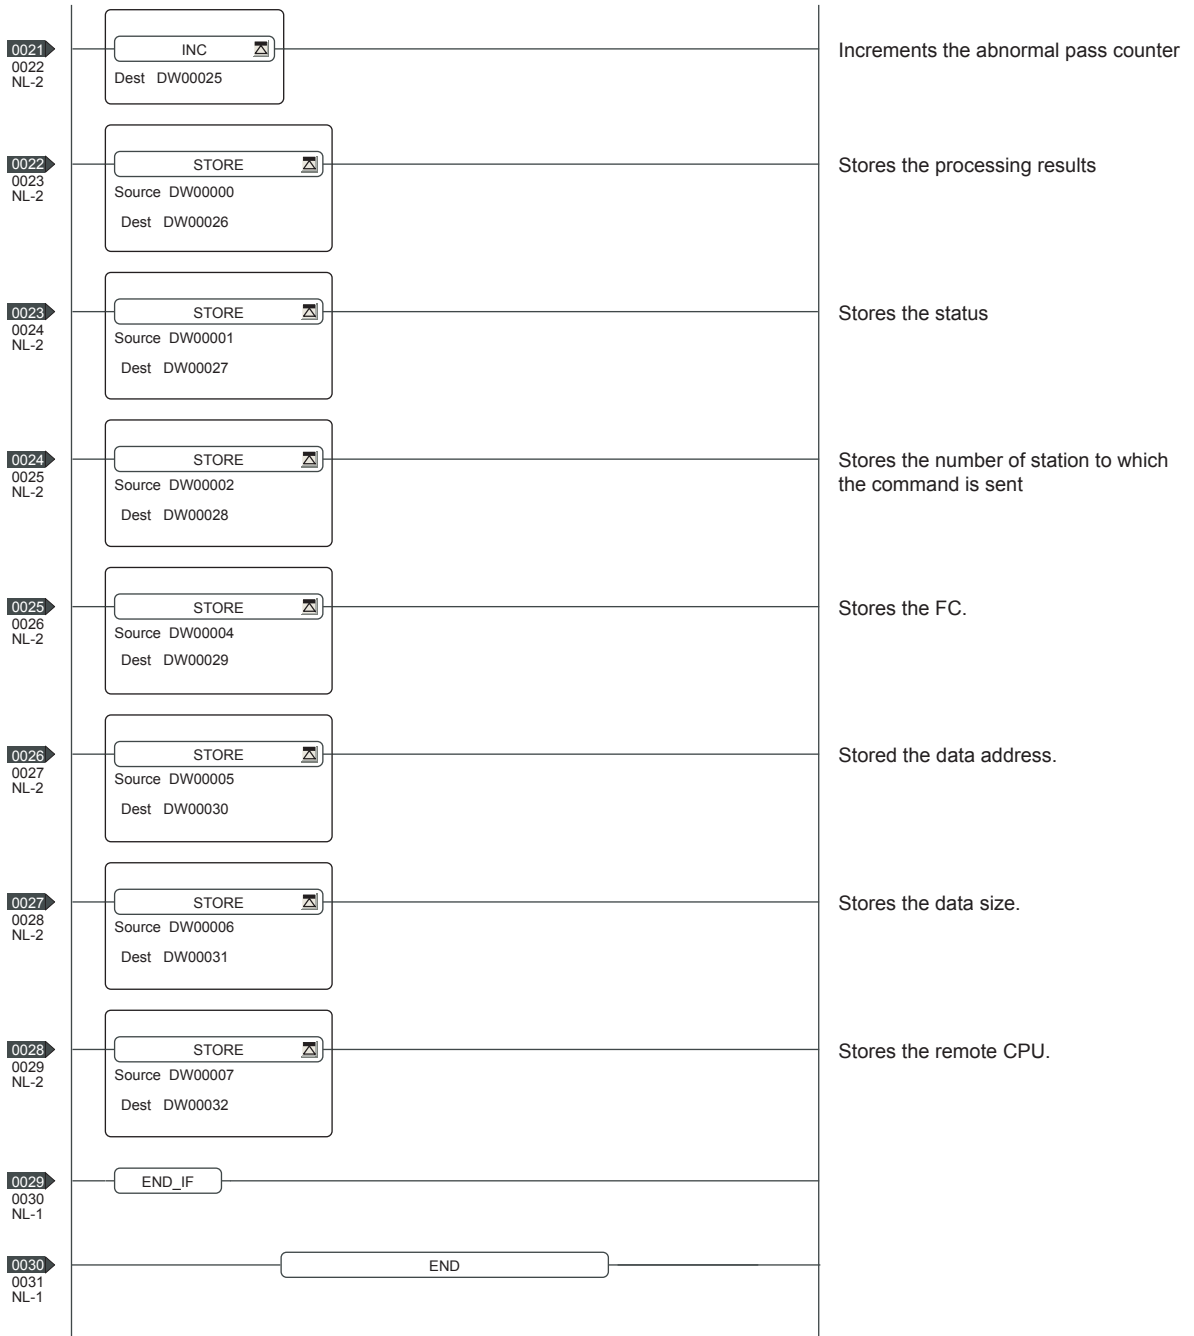 0021
0022
NL-2
INC
Dest DW00025
Increments the abnormal pass counter
0022
0023
NL-2
STORE
Source DW00000
Dest DW00026
Stores the processing results
0023
0024
NL-2
STORE
Source DW00001
Dest DW00027
Stores the status
0024
0025
NL-2
STORE
Source DW00002
Dest DW00028
Stores the number of station to which
the command is sent
0025
0026
NL-2
STORE
Source DW00004
Dest DW00029
Stores the FC.
0026
0027
NL-2
STORE
Source DW00005
Dest DW00030
Stored the data address.
0027
0028
NL-2
STORE
Source DW00006
Dest DW00031
Stores the data size.
0028
0029
NL-2
STORE
Source DW00007
Dest DW00032
Stores the remote CPU.
0029
0030
NL-1
END_IF
0030
0031
NL-1
END